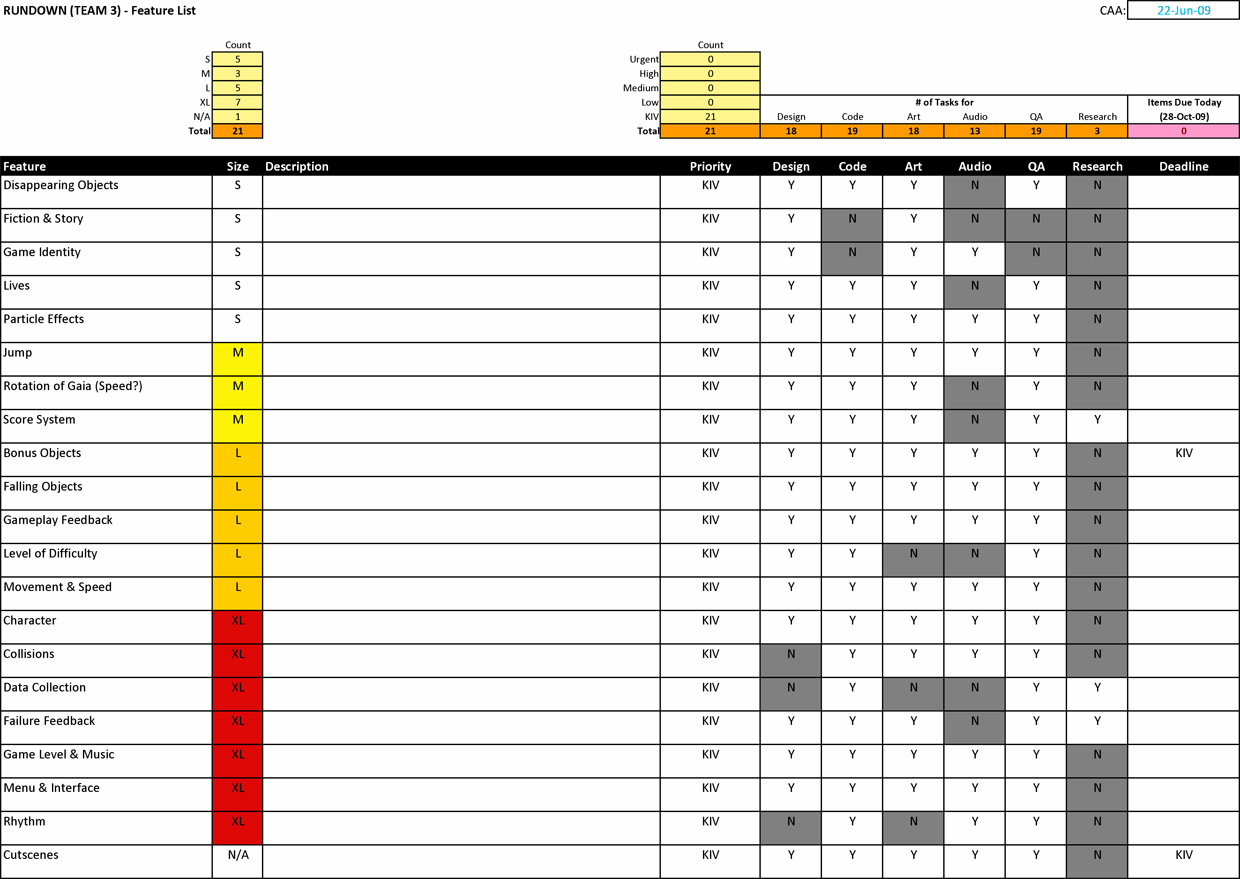 RUNDOWN (TEAM 3) - Feature List CAA: 22-Jun-09
Count Count
S 5 Urgent 0
M 3 High 0
L 5 Medium 0
XL 7 Low 0 # of Tasks for Items Due Today
N/A 1 KIV 21 Design Code Art Audio QA Research (28-Oct-09)
Total 21 Total 21 18 19 18 13 19 3 0
Feature Size Description Priority Design Code Art Audio QA Research Deadline
Disappearing Objects S KIV Y Y Y N Y N
Fiction & Story S KIV Y N Y N N N
Game Identity S KIV Y N Y Y N N
Lives S KIV Y Y Y N Y N
Particle Effects S KIV Y Y Y Y Y N
Jump M KIV Y Y Y Y Y N
Rotation of Gaia (Speed?) M KIV Y Y Y N Y N
Score System M KIV Y Y Y N Y Y
Bonus Objects L KIV Y Y Y Y Y N KIV
Falling Objects L KIV Y Y Y Y Y N
Gameplay Feedback L KIV Y Y Y Y Y N
Level of Difficulty L KIV Y Y N N Y N
Movement & Speed L KIV Y Y Y Y Y N
Character XL KIV Y Y Y Y Y N
Collisions XL KIV N Y Y Y Y N
Data Collection XL KIV N Y N N Y Y
Failure Feedback XL KIV Y Y Y N Y Y
Game Level & Music XL KIV Y Y Y Y Y N
Menu & Interface XL KIV Y Y Y Y Y N
Rhythm XL KIV N Y N Y Y N
Cutscenes N/A KIV Y Y Y Y Y N KIV